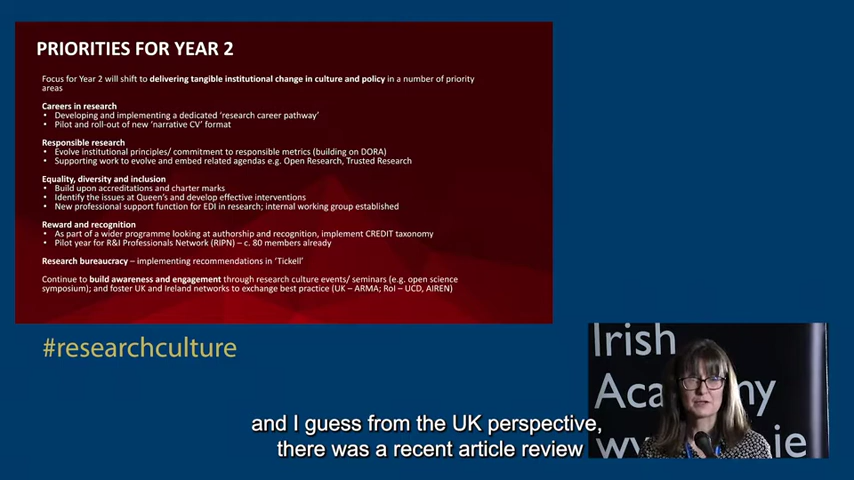 PRIORITIES FOR YEAR 2
Focus for Year 2 will shift to delivering tangible institutional change in culture and policy in a number of priority
areas
Careers in research
• Developing and implementing a dedicated ‘research career pathway’
• Pilot and roll-out of new ‘narrative CV’ format
Responsible research
• Evolve institutional principles/ commitment to responsible metrics (building on DORA)
• Supporting work to evolve and embed related agendas e.g. Open Research, Trusted Research
Equality, diversity and inclusion
• Build upon accreditations and charter marks
• Identify the issues at Queen’s and develop effective interventions
• New professional support function for EDI in research; internal working group established
Reward and recognition
• As part of a wider programme looking at authorship and recognition, implement CREDIT taxonomy
• Pilot year for R&I Professionals Network (RIPN) – c. 80 members already
Research bureaucracy – implementing recommendations in ‘Tickell’
Continue to build awareness and engagement through research culture events/ seminars (e.g. open science
symposium); and foster UK and Ireland networks to exchange best practice (UK – ARMA; RoI – UCD, AIREN)
#researchculture
Irish
Aca my
wv ie
and I guess from the UK perspective,
there was a recent article review